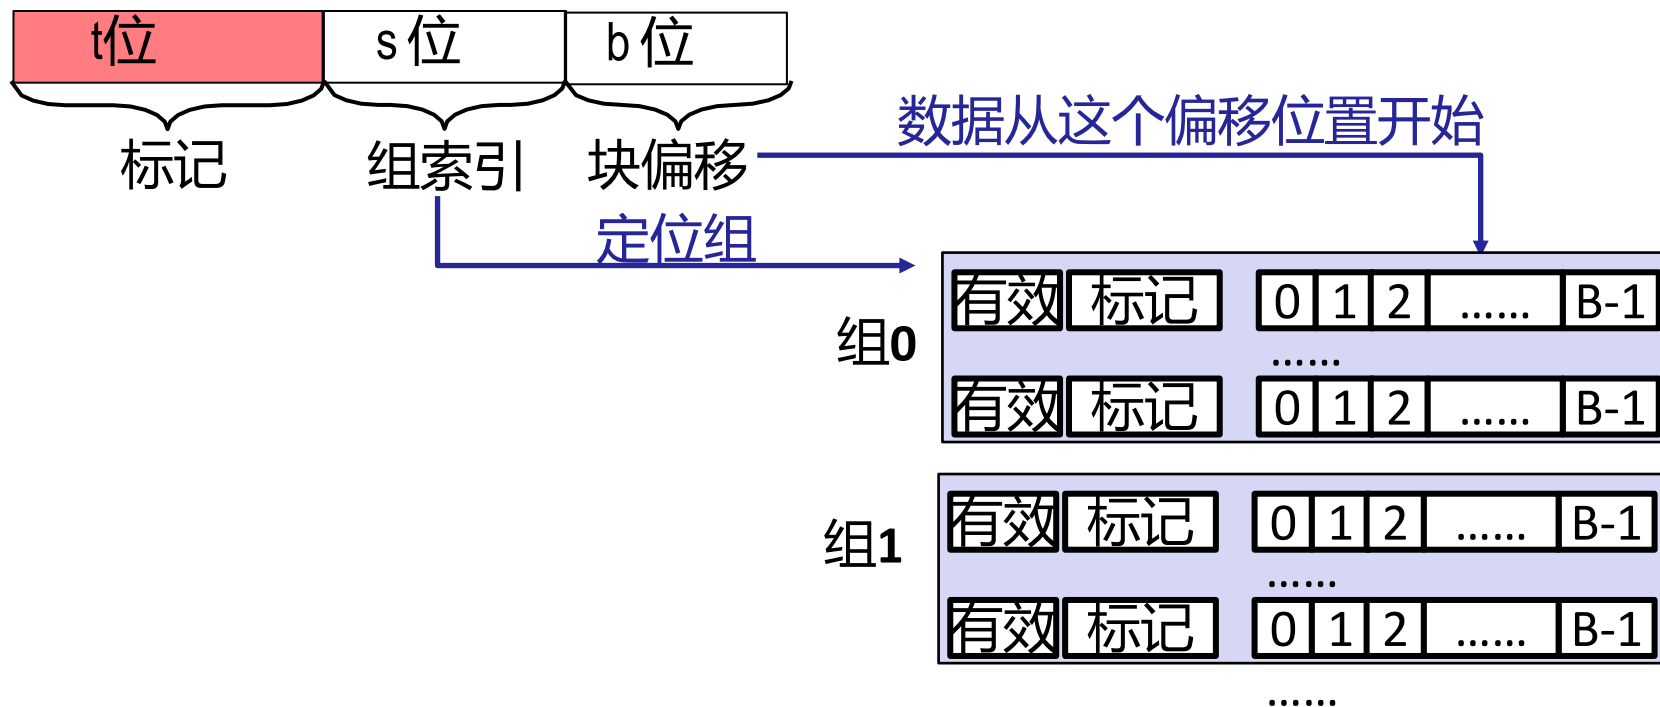 t位 s 位 b 位
标记 组索引 块偏移
数据从这个偏移位置开始
定位组
组0
有效 标记 0 1 2 …… B-1
……
有效 标记 0 1 2 …… B-1
组1
有效 标记 0 1 2 …… B-1
……
有效 标记 0 1 2 …… B-1
……